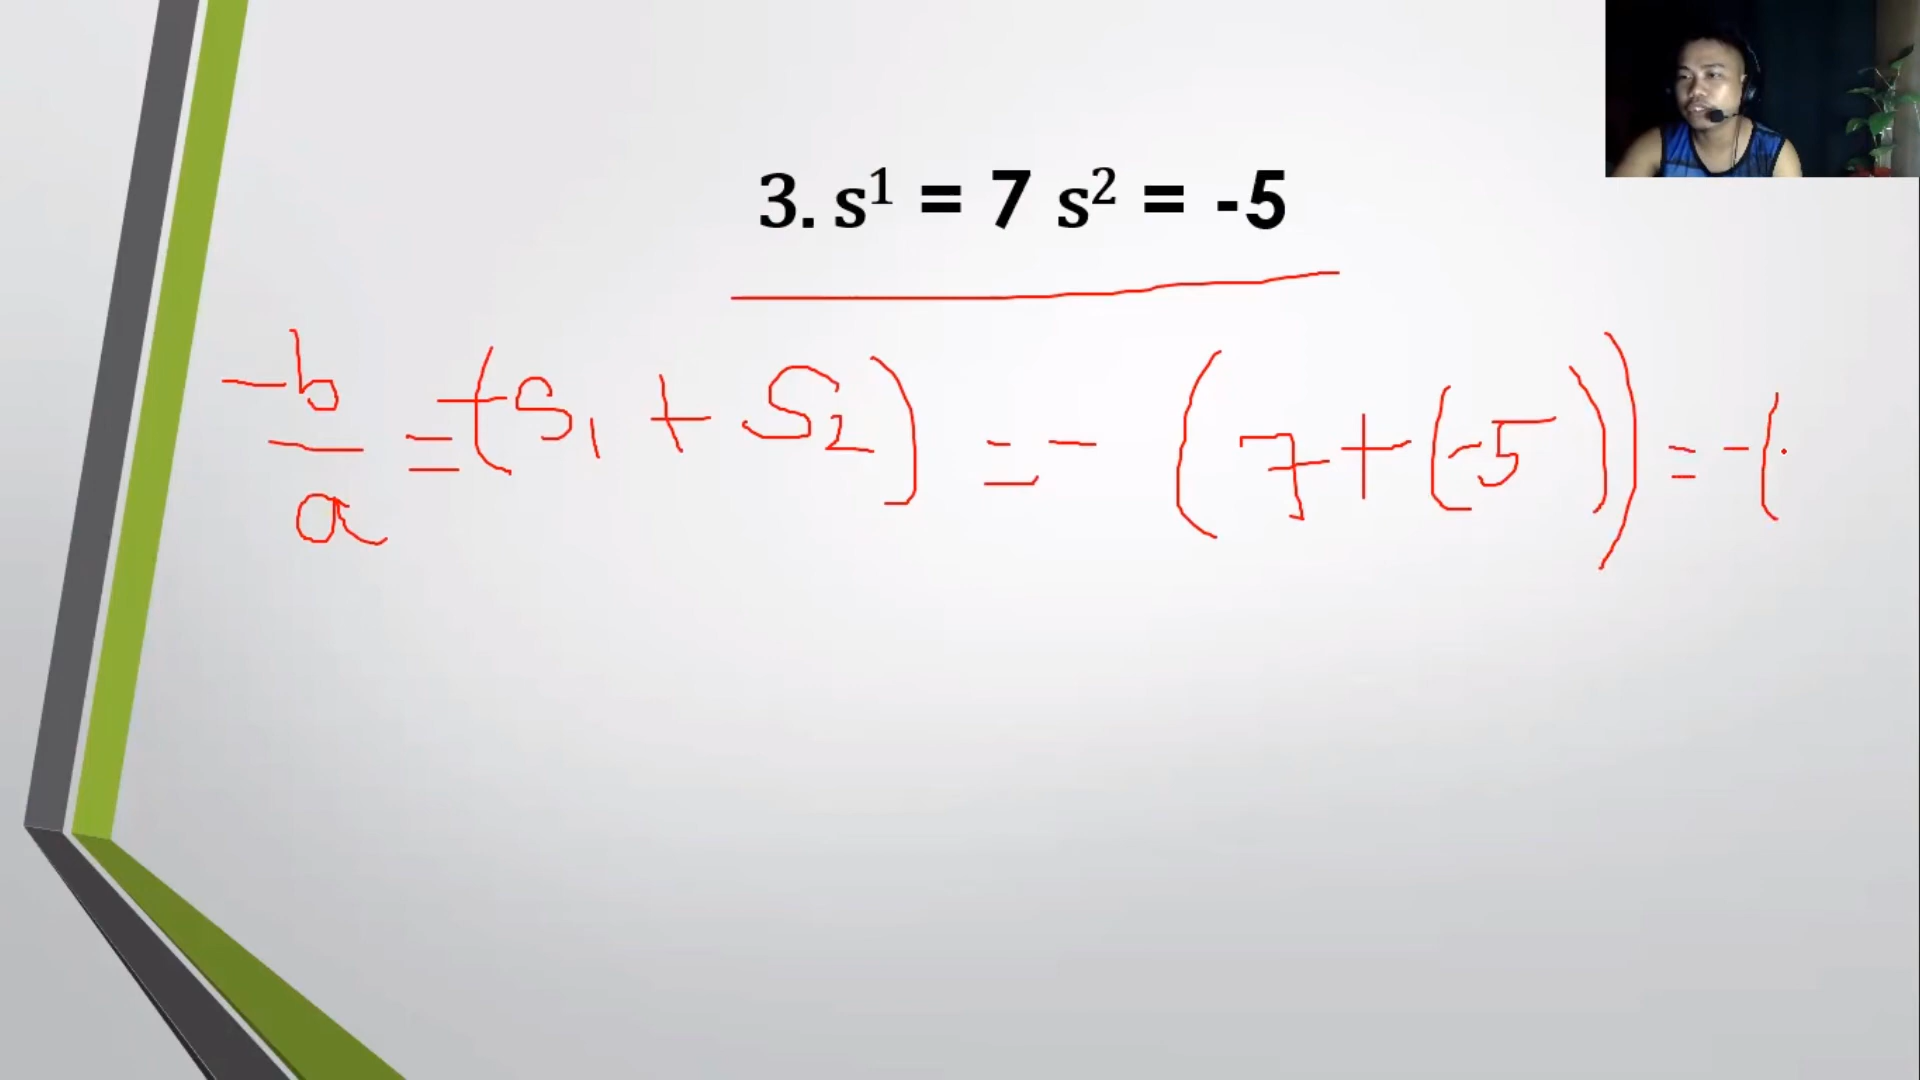 3. s¹ = 7 s² = -5
-b/a = -(S₁ + S₂) = - (7 + (-5)) = - (